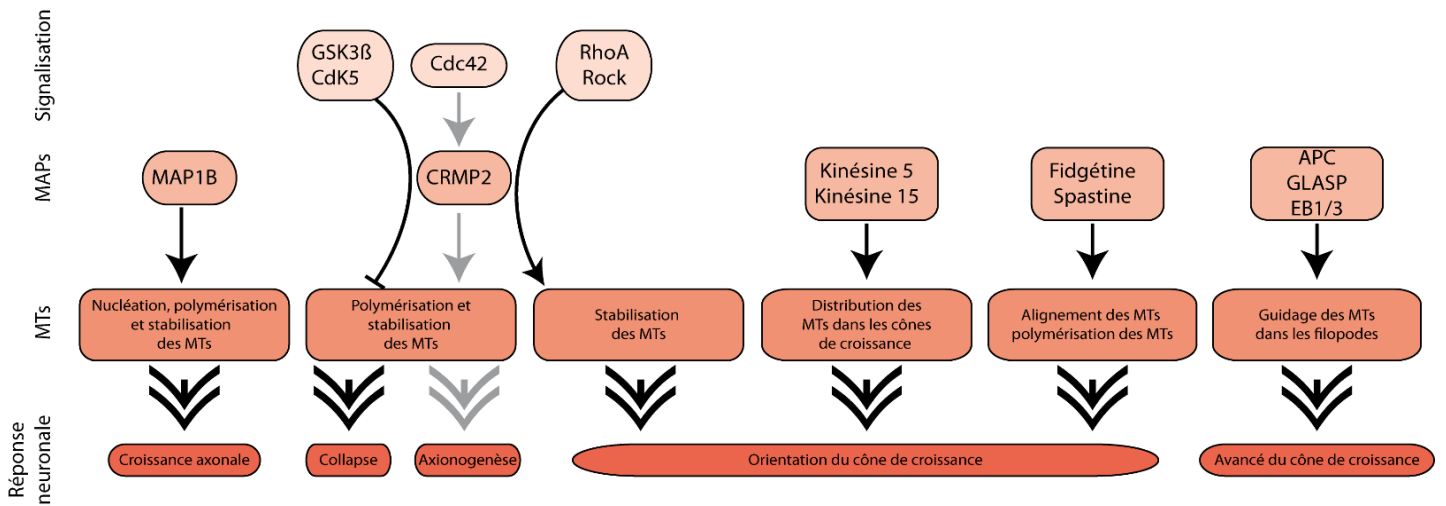 Signalisation
GSK3ß
CdK5
Cdc42
RhoA
Rock
MAPs
MAP1B
CRMP2
Kinésine 5
Kinésine 15
Fidgétine
Spastine
APC
GLASP
EB1/3
MTs
Nucléation, polymérisation
et stabilisation
des MTs
Polymérisation et
stabilisation
des MTs
Stabilisation
des MTs
Distribution des
MTs dans les cônes
de croissance
Alignement des MTs
polymérisation des MTs
Guidage des MTs
dans les filopodes
Réponse
neuronale
Croissance axonale
Collapse
Axionogenèse
Orientation du cône de croissance
Avancé du cône de croissance